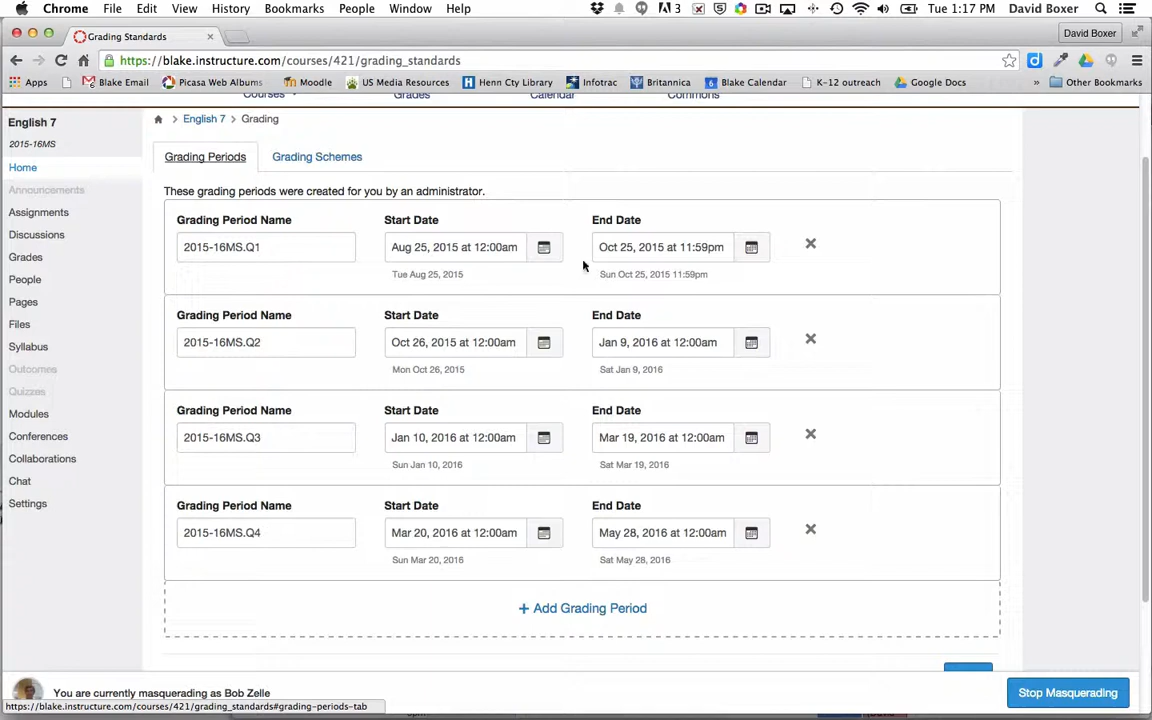 Chrome File Edit View History Bookmarks People Window Help 3 Tue 1:17 PM David Boxer
Grading Standards David Boxer
https://blake.instructure.com/courses/421/grading_standards
Apps Blake Email Picasa Web Albums Moodle US Media Resources Henn Cty Library Infotrac Britannica Blake Calendar K-12 outreach Google Docs » Other Bookmarks
Courses Grades Calendar Commons
English 7
2015-16MS
Home
Announcements
Assignments
Discussions
Grades
People
Pages
Files
Syllabus
Outcomes
Quizzes
Modules
Conferences
Collaborations
Chat
Settings
> English 7 > Grading
Grading Periods Grading Schemes
These grading periods were created for you by an administrator.
Grading Period Name Start Date End Date
2015-16MS.Q1 Aug 25, 2015 at 12:00am Oct 25, 2015 at 11:59pm
Tue Aug 25, 2015 Sun Oct 25, 2015 11:59pm
Grading Period Name Start Date End Date
2015-16MS.Q2 Oct 26, 2015 at 12:00am Jan 9, 2016 at 12:00am
Mon Oct 26, 2015 Sat Jan 9, 2016
Grading Period Name Start Date End Date
2015-16MS.Q3 Jan 10, 2016 at 12:00am Mar 19, 2016 at 12:00am
Sun Jan 10, 2016 Sat Mar 19, 2016
Grading Period Name Start Date End Date
2015-16MS.Q4 Mar 20, 2016 at 12:00am May 28, 2016 at 12:00am
Sun Mar 20, 2016 Sat May 28, 2016
+ Add Grading Period
You are currently masquerading as Bob Zelle Stop Masquerading
https://blake.instructure.com/courses/421/grading_standards#grading-periods-tab